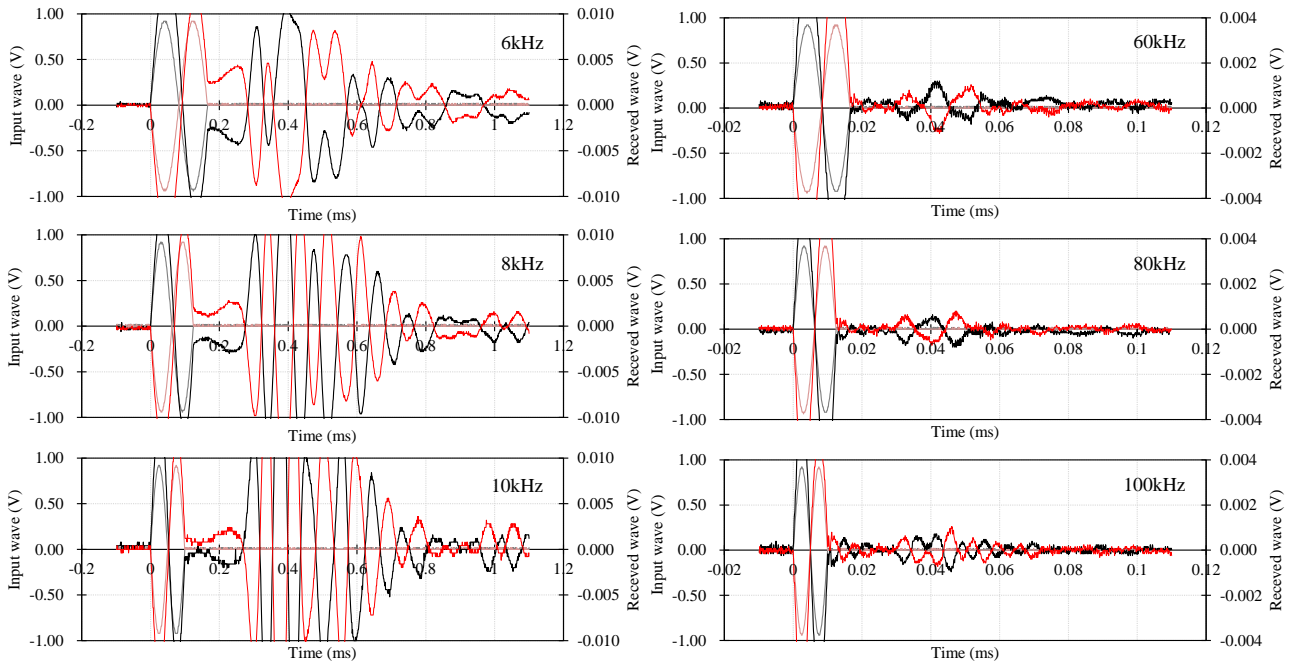 1.00 0.010
6kHz
0.50 0.005
0.00 0.000
-0.2 0 0.2 0.4 0.6 0.8 1 1.2
-0.50 -0.005
-1.00 -0.010
Input wave (V)
Receved wave (V)
Time (ms)
1.00 0.004
60kHz
0.50 0.002
0.00 0.000
-0.02 0 0.02 0.04 0.06 0.08 0.1 0.12
-0.50 -0.002
-1.00 -0.004
Input wave (V)
Receved wave (V)
Time (ms)
1.00 0.010
8kHz
0.50 0.005
0.00 0.000
-0.2 0 0.2 0.4 0.6 0.8 1 1.2
-0.50 -0.005
-1.00 -0.010
Input wave (V)
Receved wave (V)
Time (ms)
1.00 0.004
80kHz
0.50 0.002
0.00 0.000
-0.02 0 0.02 0.04 0.06 0.08 0.1 0.12
-0.50 -0.002
-1.00 -0.004
Input wave (V)
Receved wave (V)
Time (ms)
1.00 0.010
10kHz
0.50 0.005
0.00 0.000
-0.2 0 0.2 0.4 0.6 0.8 1 1.2
-0.50 -0.005
-1.00 -0.010
Input wave (V)
Receved wave (V)
Time (ms)
1.00 0.004
100kHz
0.50 0.002
0.00 0.000
-0.02 0 0.02 0.04 0.06 0.08 0.1 0.12
-0.50 -0.002
-1.00 -0.004
Input wave (V)
Receved wave (V)
Time (ms)